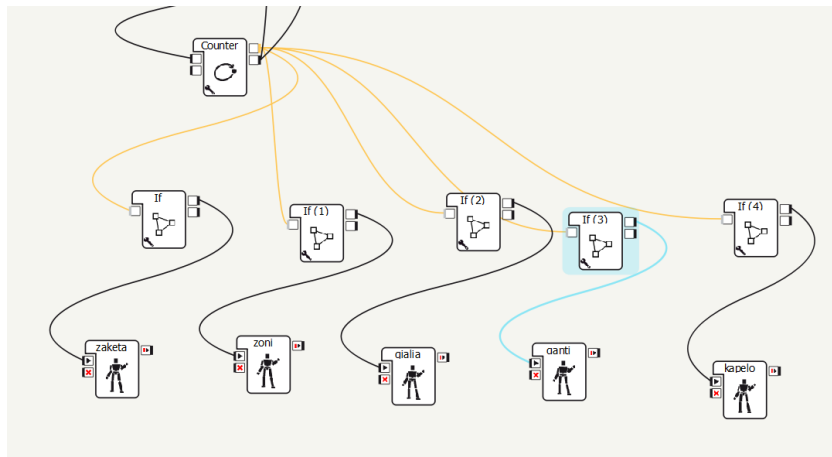 Counter
If
If (1)
If (2)
If (3)
If (4)
zaketa
zoni
gialia
ganti
kapelo